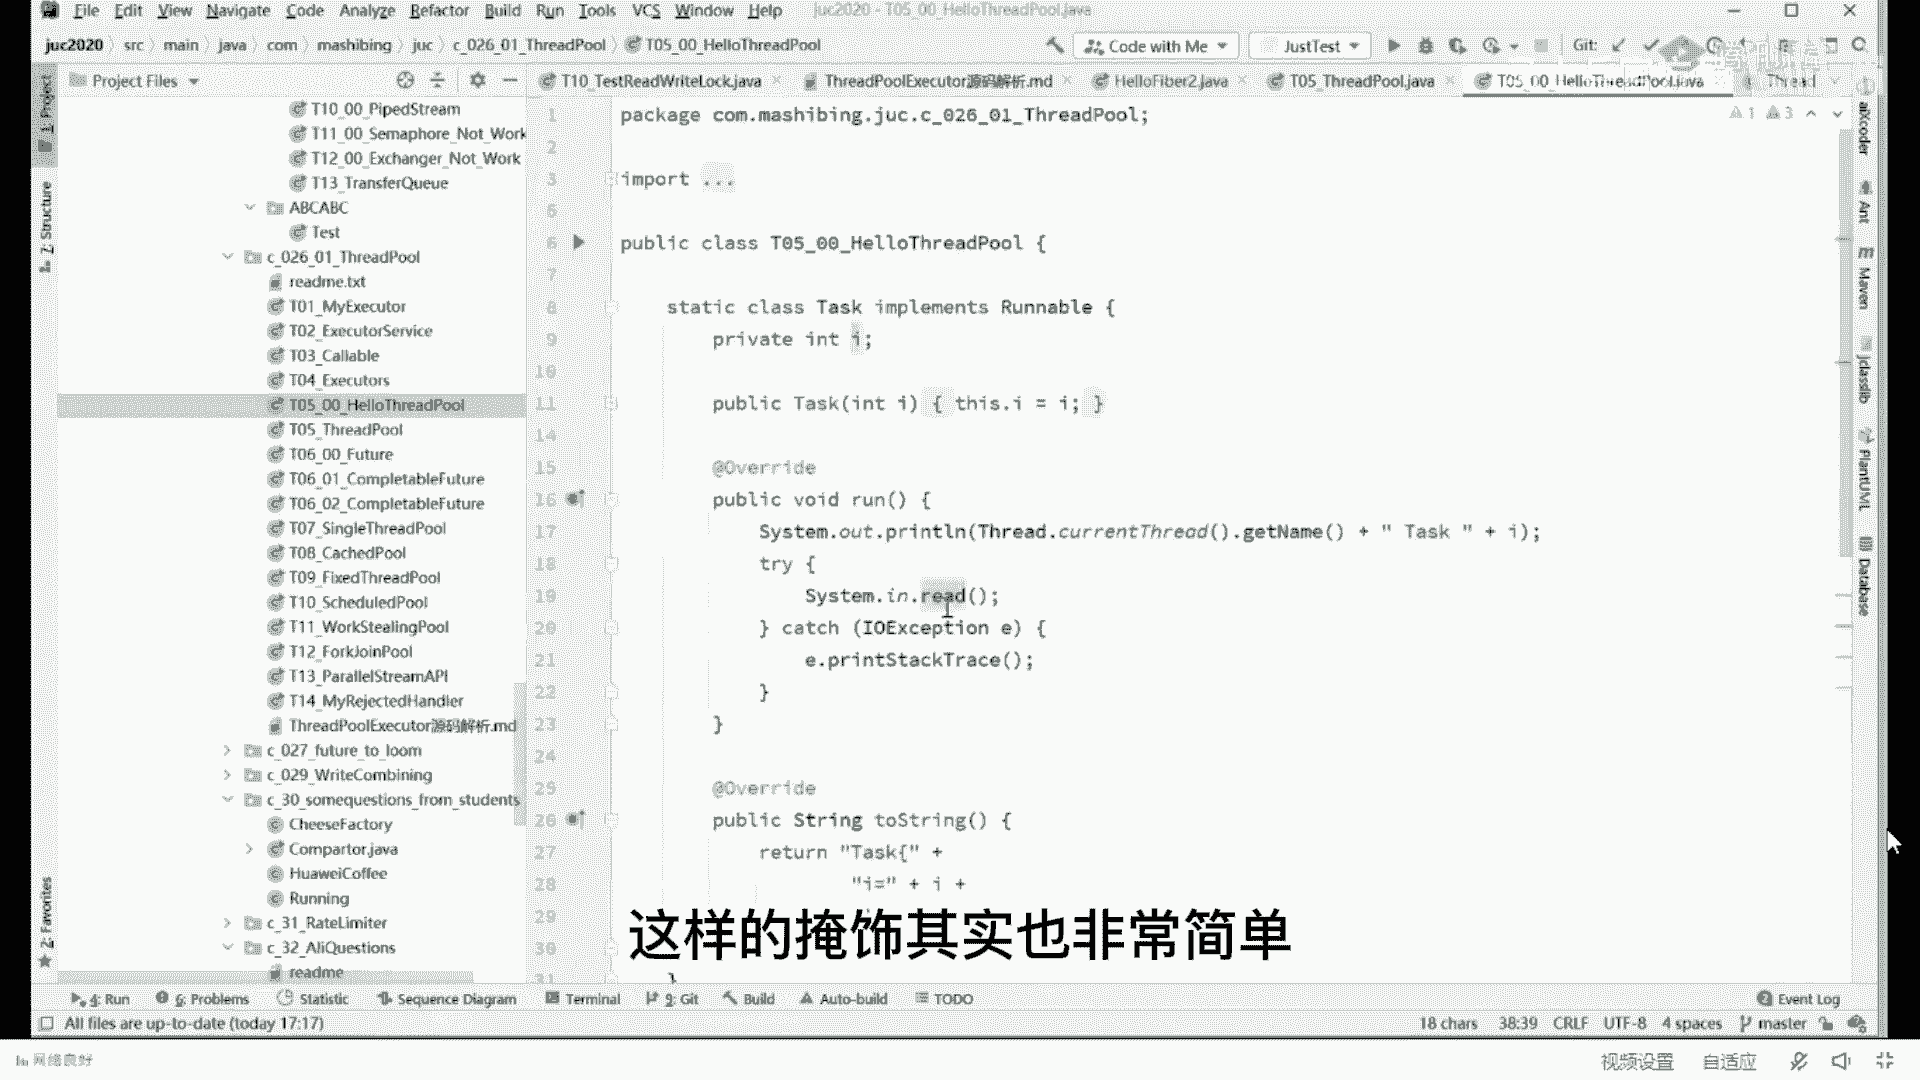 File Edit View Navigate Code Analyze Refactor Build Run Tools VCS Window Help juc2020 - T05_00_HelloThreadPool.java
juc2020 src main java com mashibing juc c_026_01_ThreadPool T05_00_HelloThreadPool Code with Me JustTest Git:
Project Files
T10_TestReadWriteLock.java ThreadPoolExecutor源码解析.md HelloFiber2.java T05_ThreadPool.java T05_00_HelloThreadPool.java Thread
1: Project
2: Structure
2: Favorites
T10_00_PipedStream
T11_00_Semaphore_Not_Work
T12_00_Exchanger_Not_Work
T13_TransferQueue
ABCABC
Test
c_026_01_ThreadPool
readme.txt
T01_MyExecutor
T02_ExecutorService
T03_Callable
T04_Executors
T05_00_HelloThreadPool
T05_ThreadPool
T06_00_Future
T06_01_CompletableFuture
T06_02_CompletableFuture
T07_SingleThreadPool
T08_CachedPool
T09_FixedThreadPool
T10_ScheduledPool
T11_WorkStealingPool
T12_ForkJoinPool
T13_ParallelStreamAPI
T14_MyRejectedHandler
ThreadPoolExecutor源码解析.md
c_027_future_to_loom
c_029_WriteCombining
c_30_somequestions_from_students
CheeseFactory
Compartor.java
HuaweiCoffee
Running
c_31_RateLimiter
c_32_AliQuestions
readme
1 package com.mashibing.juc.c_026_01_ThreadPool;
2
3 import ...
5
6 public class T05_00_HelloThreadPool {
7
8 static class Task implements Runnable {
9 private int i;
10
11 public Task(int i) { this.i = i; }
14
15 @Override
16 public void run() {
17 System.out.println(Thread.currentThread().getName() + " Task " + i);
18 try {
19 System.in.read();
20 } catch (IOException e) {
21 e.printStackTrace();
22 }
23 }
24
25 @Override
26 public String toString() {
27 return "Task{" +
28 "i=" + i +
29
30
31 }
1 3
aiXcoder
Ant
Maven
jclasslib
PlantUML
Database
这样的掩饰其实也非常简单
4: Run 6: Problems Statistic Sequence Diagram Terminal 9: Git Build Auto-build TODO 2 Event Log
All files are up-to-date (today 17:17) 18 chars 38:39 CRLF UTF-8 4 spaces master
网络良好 视频设置 自适应